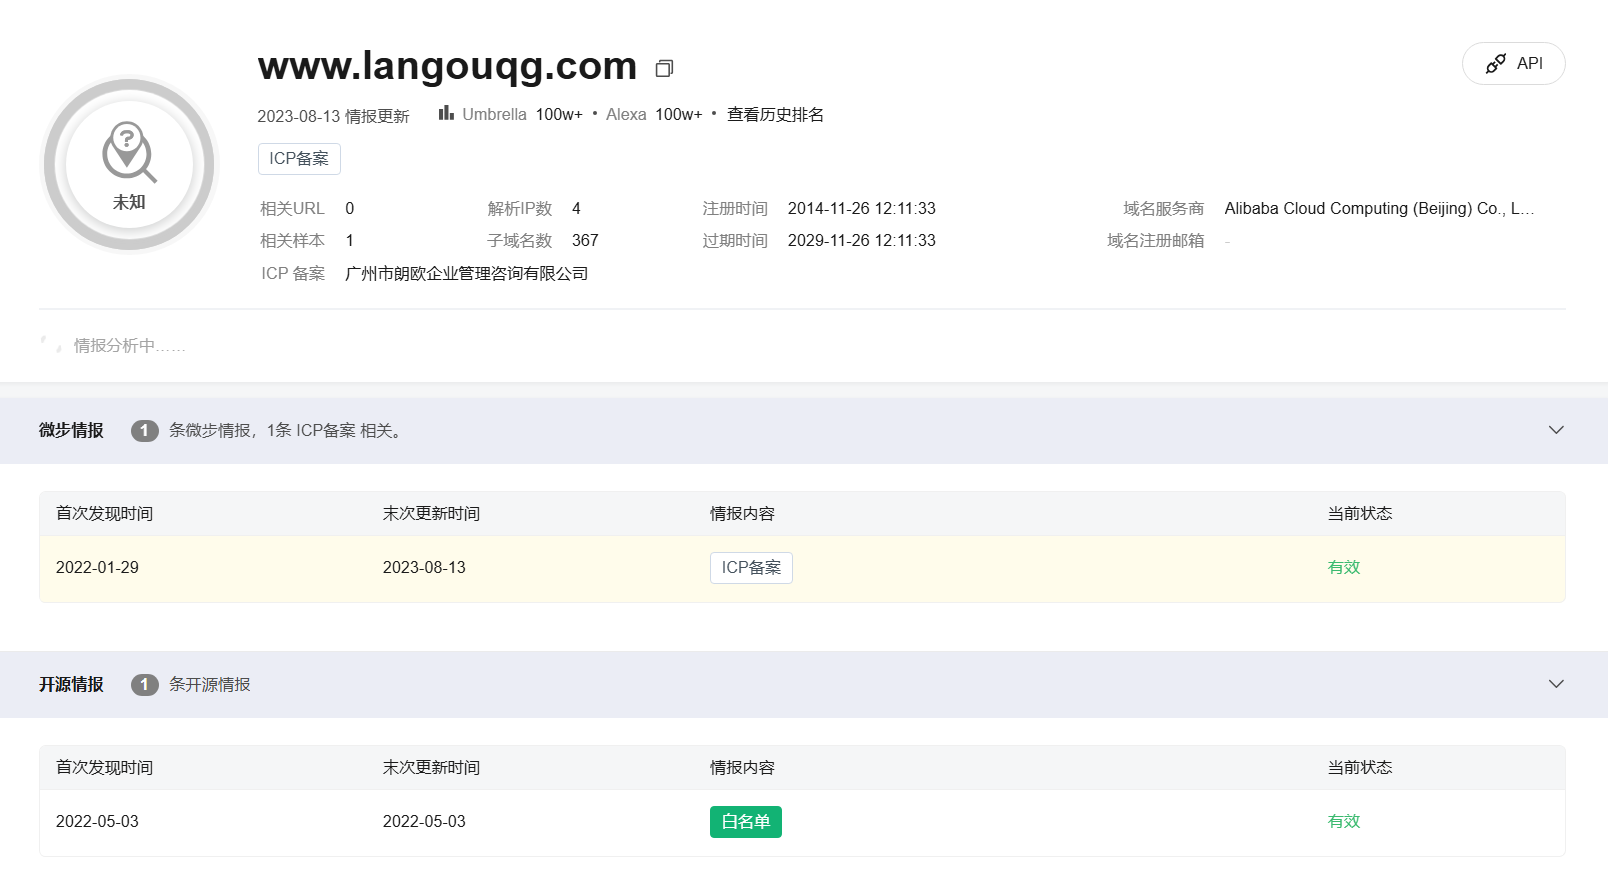 www.langouqg.com
API
2023-08-13 情报更新 Umbrella 100w+ • Alexa 100w+ • 查看历史排名
ICP备案
未知
相关URL 0 解析IP数 4 注册时间 2014-11-26 12:11:33 域名服务商 Alibaba Cloud Computing (Beijing) Co., L...
相关样本 1 子域名数 367 过期时间 2029-11-26 12:11:33 域名注册邮箱 -
ICP 备案 广州市朗欧企业管理咨询有限公司
情报分析中......
微步情报 1 条微步情报，1条 ICP备案 相关。
首次发现时间 末次更新时间 情报内容 当前状态
2022-01-29 2023-08-13 ICP备案 有效
开源情报 1 条开源情报
首次发现时间 末次更新时间 情报内容 当前状态
2022-05-03 2022-05-03 白名单 有效